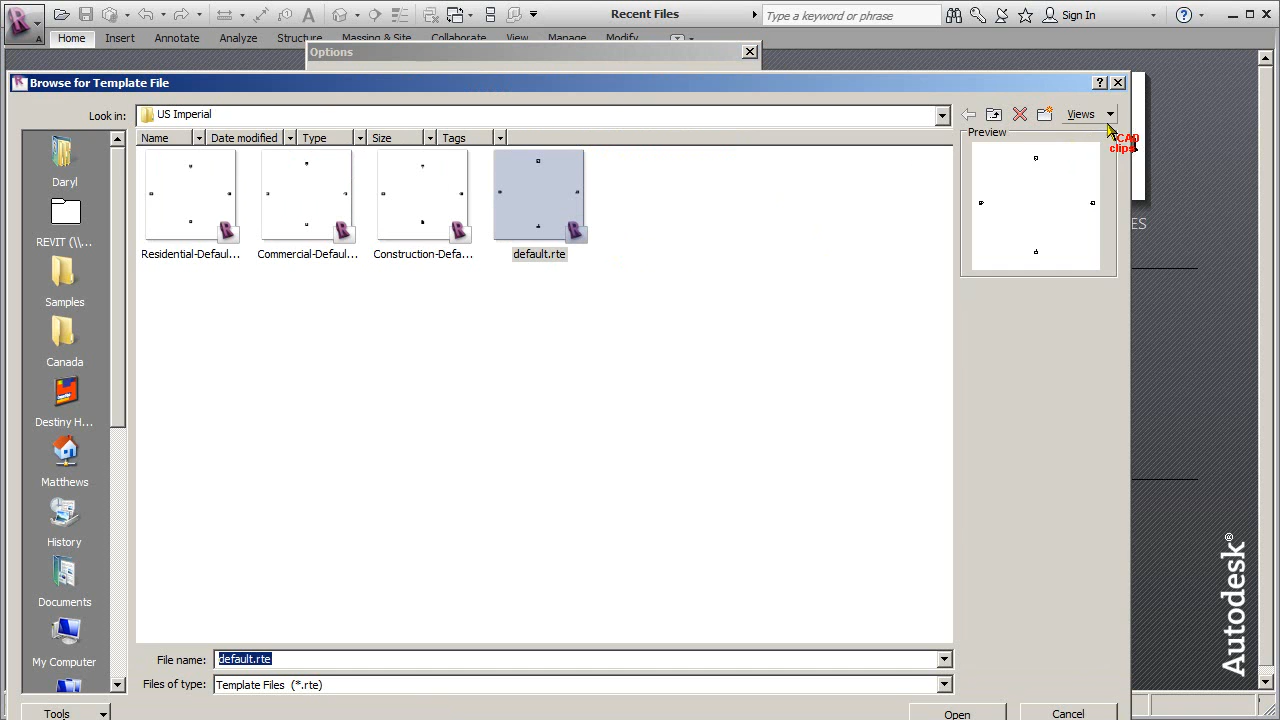 Recent Files
Type a keyword or phrase
Sign In
Home
Insert
Annotate
Analyze
Structure
Massing & Site
Collaborate
View
Manage
Modify
Options
Browse for Template File
Look in:
US Imperial
Views
Name
Date modified
Type
Size
Tags
Preview
CAD
clips
Residential-Defaul...
Commercial-Defaul...
Construction-Defa...
default.rte
Daryl
REVIT (\\...
Samples
Canada
Destiny H...
Matthews
History
Documents
My Computer
ES
Autodesk®
File name:
default.rte
Files of type:
Template Files (*.rte)
Tools
Open
Cancel